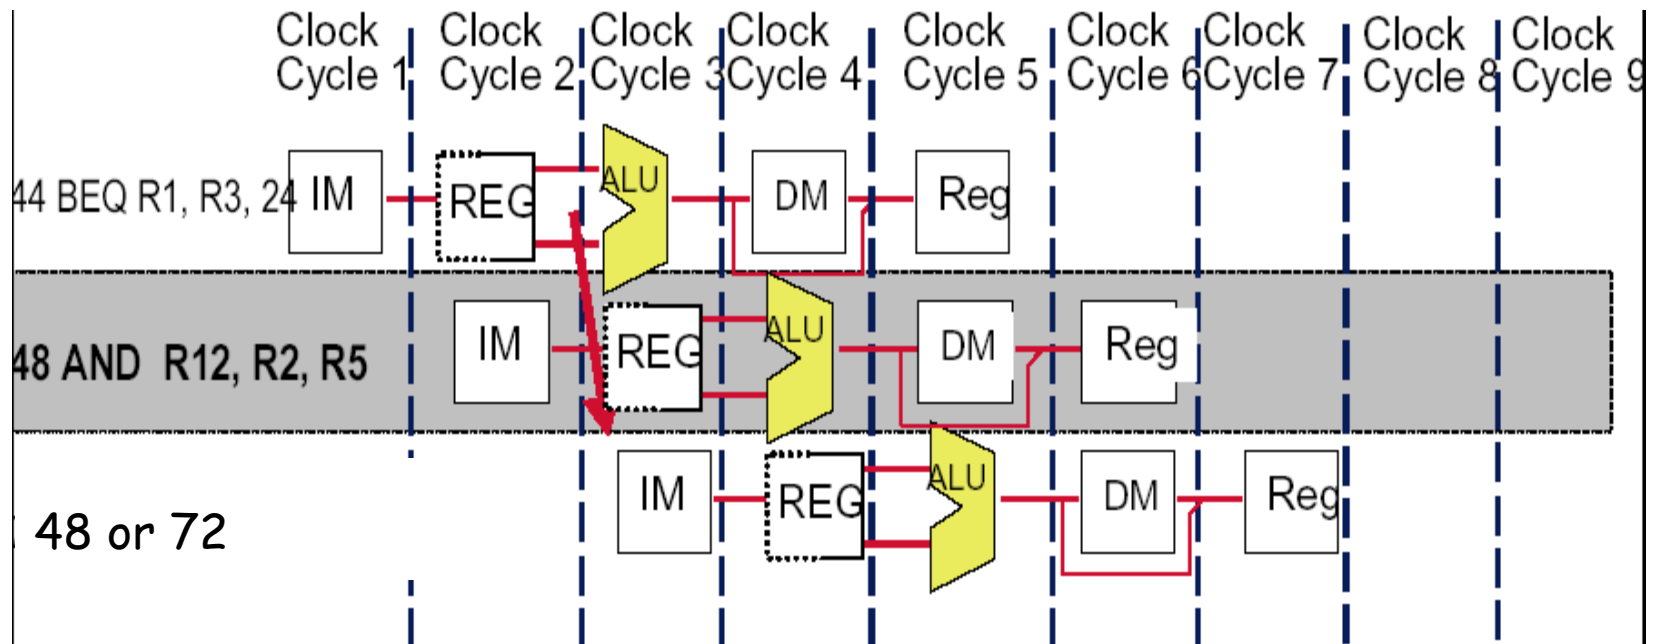 Clock Cycle 1
Clock Cycle 2
Clock Cycle 3
Clock Cycle 4
Clock Cycle 5
Clock Cycle 6
Clock Cycle 7
Clock Cycle 8
Clock Cycle 9
44 BEQ R1, R3, 24
IM
REG
ALU
DM
Reg
48 AND R12, R2, R5
IM
REG
ALU
DM
Reg
48 or 72
IM
REG
ALU
DM
Reg